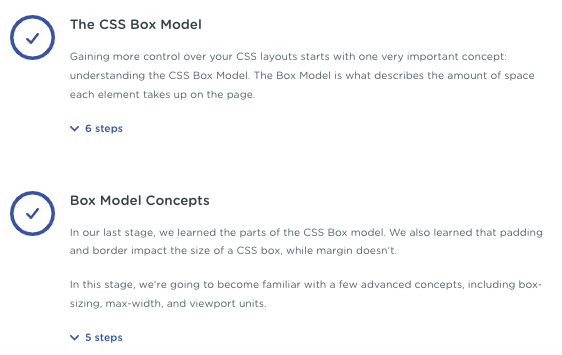 The CSS Box Model
Gaining more control over your CSS layouts starts with one very important concept:
understanding the CSS Box Model. The Box Model is what describes the amount of space
each element takes up on the page.
6 steps
Box Model Concepts
In our last stage, we learned the parts of the CSS Box model. We also learned that padding
and border impact the size of a CSS box, while margin doesn't.
In this stage, we're going to become familiar with a few advanced concepts, including box-
sizing, max-width, and viewport units.
5 steps